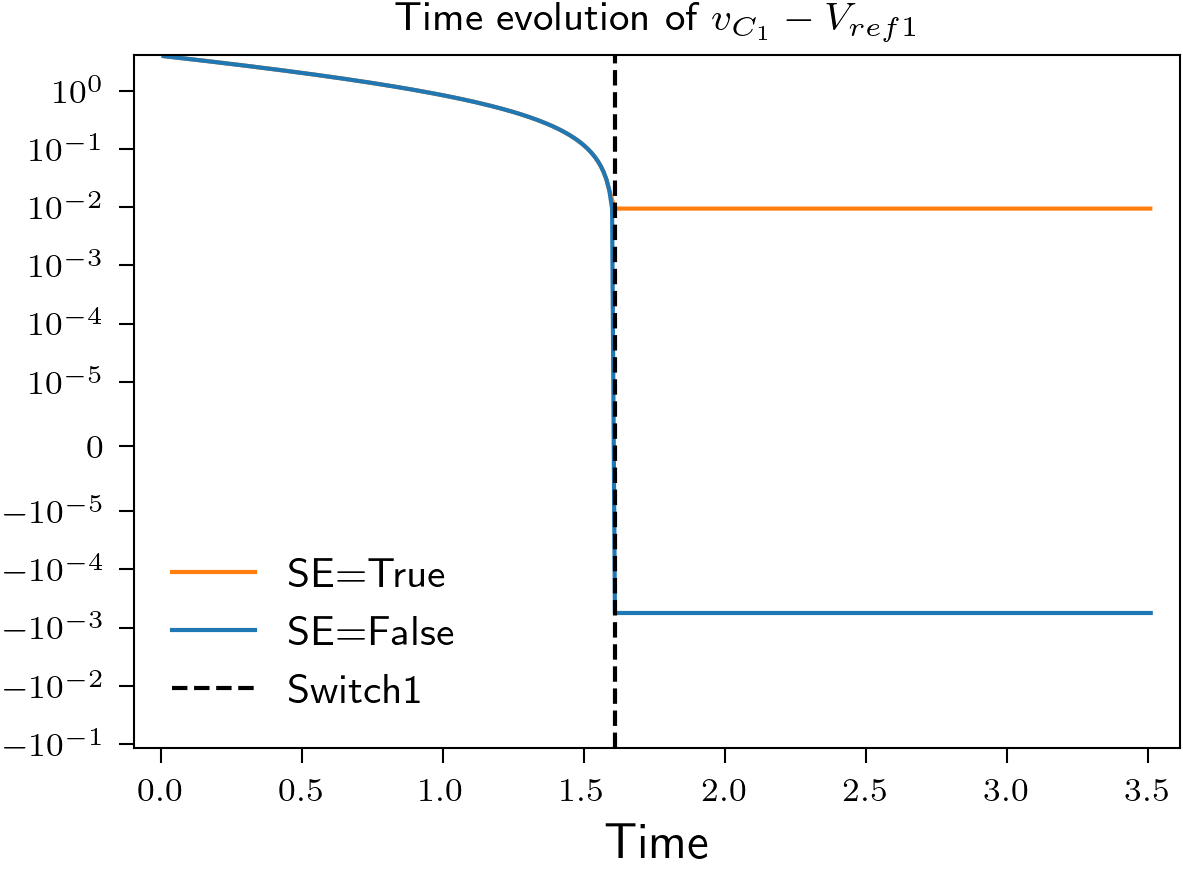 Time evolution of $v_{C_1} - V_{ref1}$
10⁰
10⁻¹
10⁻²
10⁻³
10⁻⁴
10⁻⁵
0
−10⁻⁵
−10⁻⁴
−10⁻³
−10⁻²
−10⁻¹
SE=True
SE=False
Switch1
0.0 0.5 1.0 1.5 2.0 2.5 3.0 3.5
Time